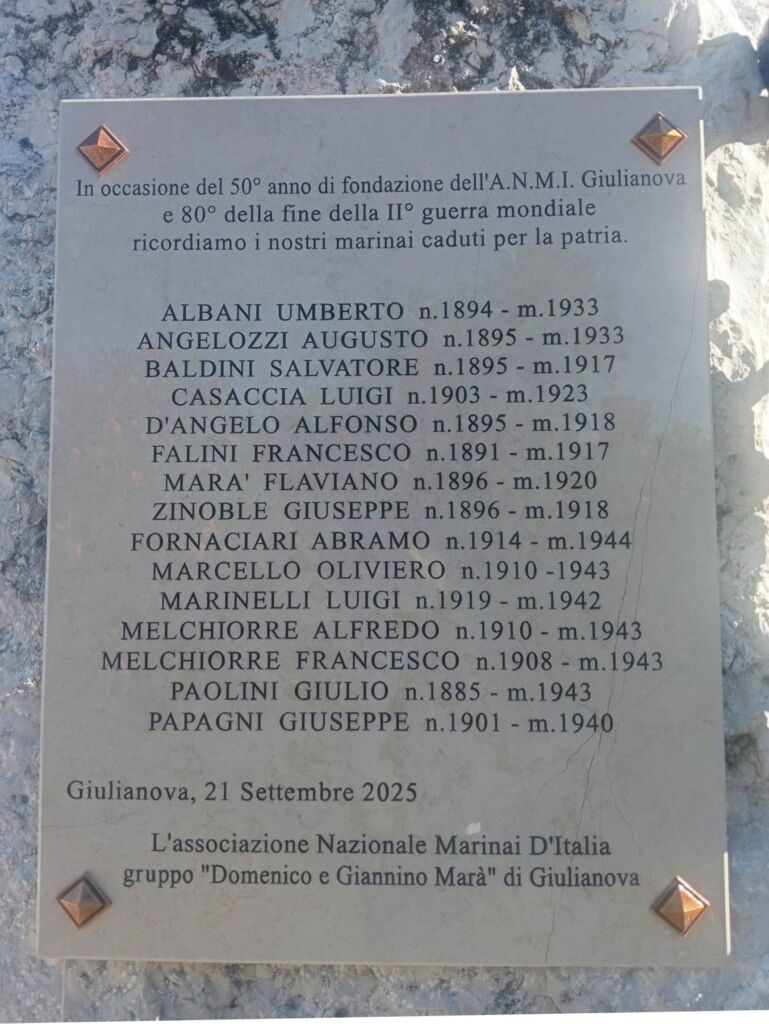 In occasione del 50° anno di fondazione dell'A.N.M.I. Giulianova
e 80° della fine della II° guerra mondiale
ricordiamo i nostri marinai caduti per la patria.
ALBANI UMBERTO n.1894 - m.1933
ANGELOZZI AUGUSTO n.1895 - m.1933
BALDINI SALVATORE n.1895 - m.1917
CASACCIA LUIGI n.1903 - m.1923
D'ANGELO ALFONSO n.1895 - m.1918
FALINI FRANCESCO n.1891 - m.1917
MARA' FLAVIANO n.1896 - m.1920
ZINOBLE GIUSEPPE n.1896 - m.1918
FORNACIARI ABRAMO n.1914 - m.1944
MARCELLO OLIVIERO n.1910 -1943
MARINELLI LUIGI n.1919 - m.1942
MELCHIORRE ALFREDO n.1910 - m.1943
MELCHIORRE FRANCESCO n.1908 - m.1943
PAOLINI GIULIO n.1885 - m.1943
PAPAGNI GIUSEPPE n.1901 - m.1940
Giulianova, 21 Settembre 2025
L'associazione Nazionale Marinai D'Italia
gruppo "Domenico e Giannino Marà" di Giulianova